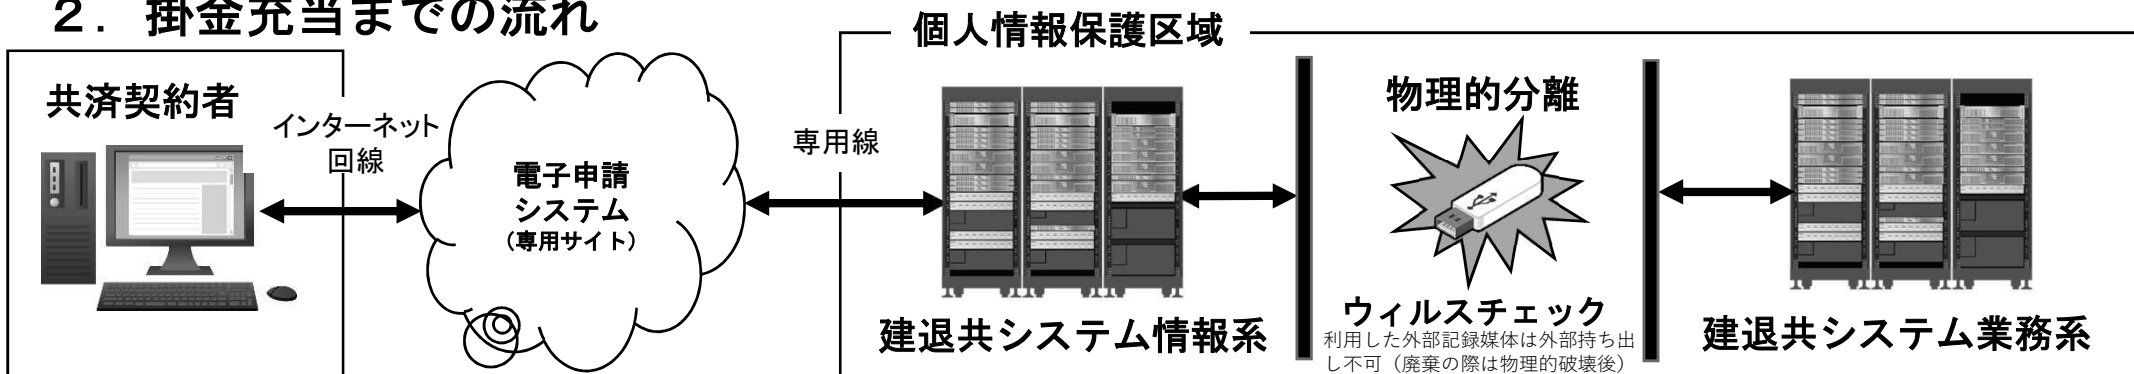 ２．掛金充当までの流れ
個人情報保護区域
共済契約者
インターネット
回線
電子申請
システム
（専用サイト）
専用線
建退共システム情報系
物理的分離
ウィルスチェック
利用した外部記録媒体は外部持ち出
し不可（廃棄の際は物理的破壊後）
建退共システム業務系